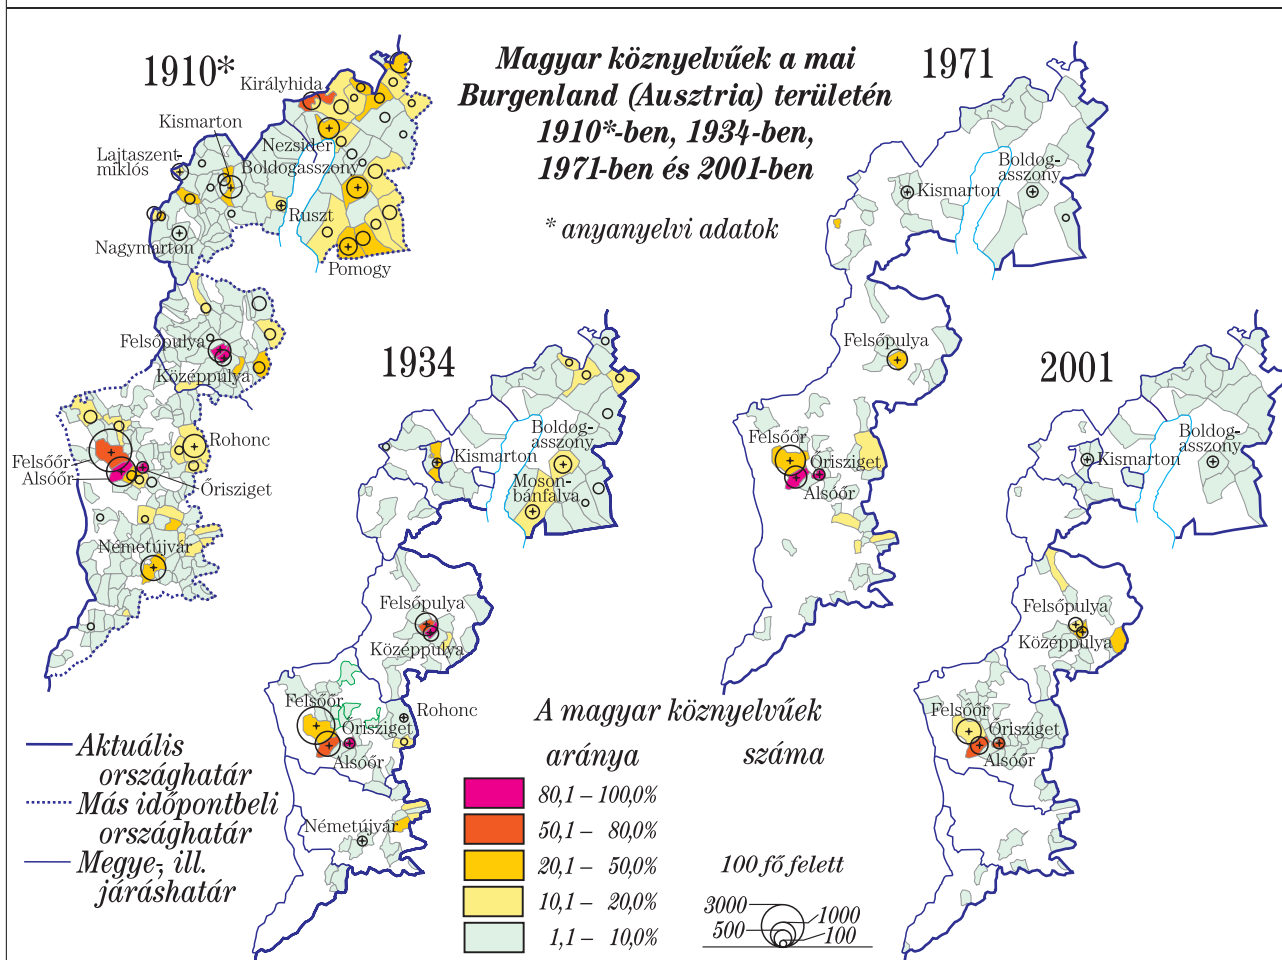 Magyar köznyelvűek a mai
Burgenland (Ausztria) területén
1910*-ben, 1934-ben,
1971-ben és 2001-ben
* anyanyelvi adatok
1910*
Királyhida
Kismarton
Lajtaszent-
miklós
Nezsider
Boldogasszony
Ruszt
Nagymarton
Pomogy
Felsőpulya
Középpulya
Rohonc
Felsőőr
Alsóőr
Őrisziget
Németújvár
1934
Boldog-
asszony
Kismarton
Moson-
bánfalva
Felsőpulya
Középpulya
Felsőőr
Rohonc
Őrisziget
Alsóőr
Németújvár
1971
Boldog-
asszony
Kismarton
Felsőpulya
Felsőőr
Őrisziget
Alsóőr
2001
Boldog-
asszony
Kismarton
Felsőpulya
Középpulya
Felsőőr
Őrisziget
Alsóőr
Aktuális
országhatár
Más időpontbeli
országhatár
Megye-, ill.
járáshatár
A magyar köznyelvűek
aránya száma
80,1 – 100,0%
50,1 – 80,0%
20,1 – 50,0%
10,1 – 20,0%
1,1 – 10,0%
100 fő felett
3000
1000
500
100